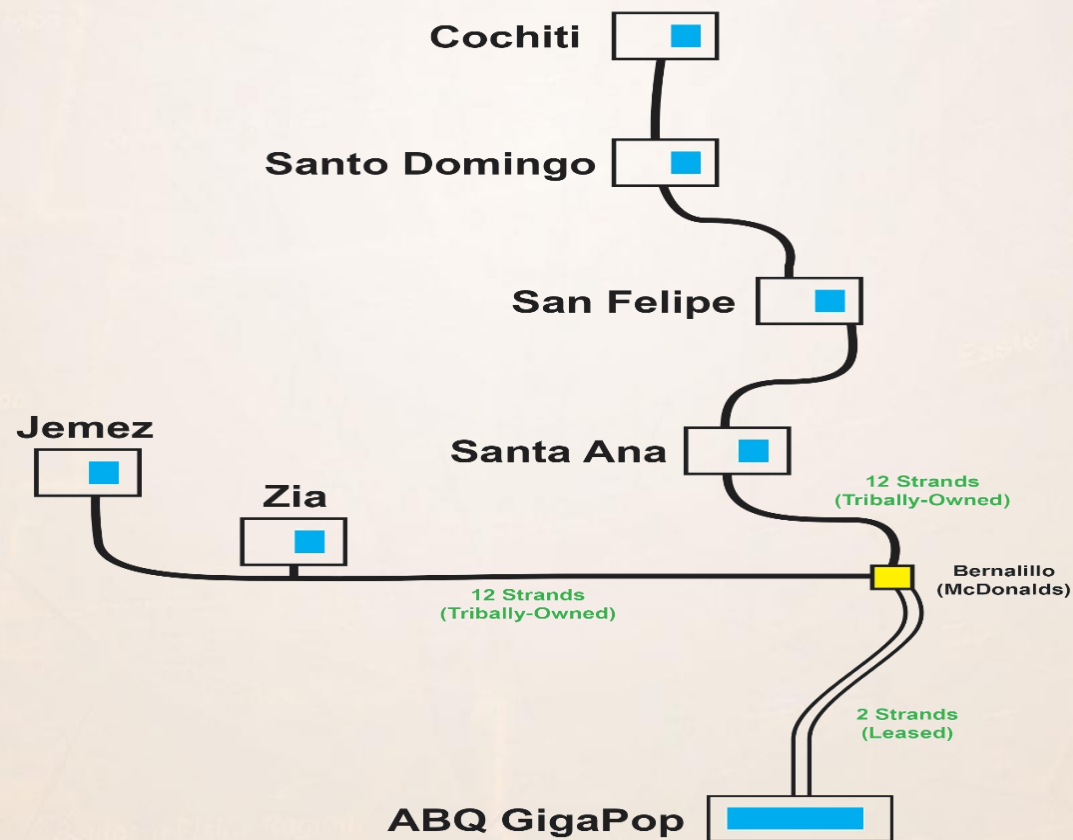 Cochiti
Santo Domingo
San Felipe
Jemez
Santa Ana
Zia
12 Strands
(Tribally-Owned)
Bernalillo
(McDonalds)
12 Strands
(Tribally-Owned)
2 Strands
(Leased)
ABQ GigaPop